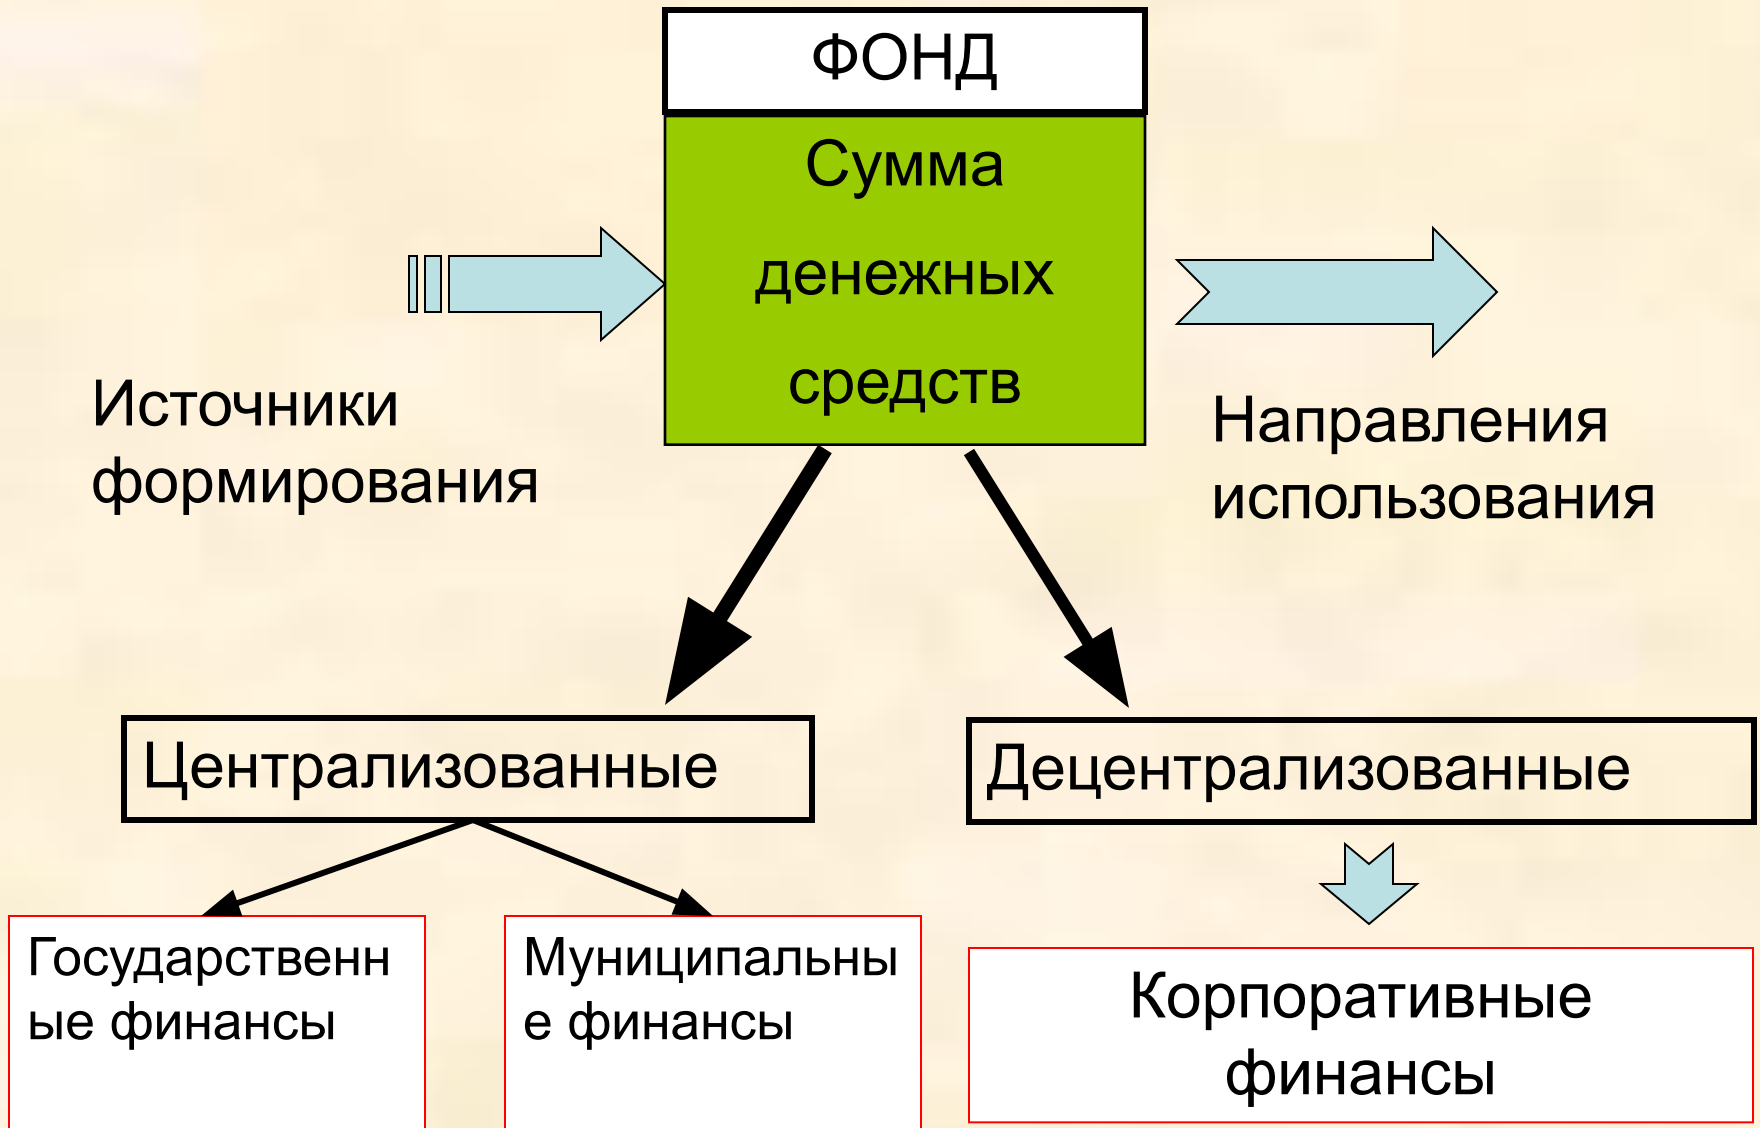 ФОНД
Сумма
денежных
средств
Источники
формирования
Направления
использования
Централизованные
Децентрализованные
Государственн
ые финансы
Муниципальны
е финансы
Корпоративные
финансы